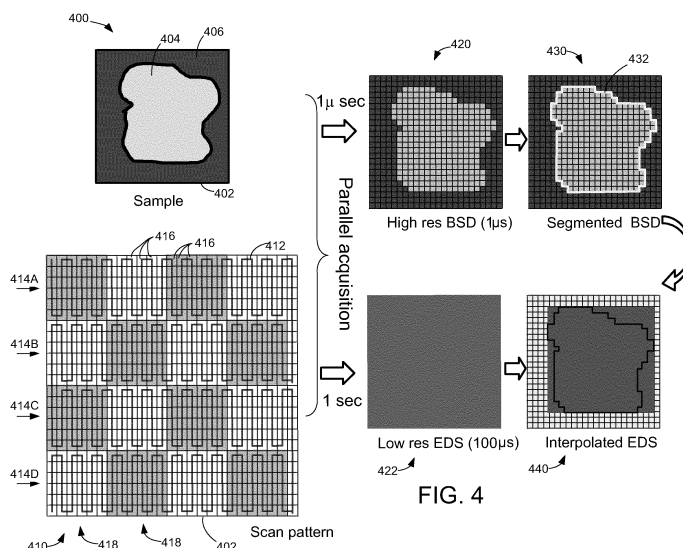 400
404
406
402
Sample
416
416
412
414A
414B
414C
414D
410
418
418
402
Scan pattern
1µ sec
Parallel acquisition
1 sec
420
High res BSD (1µs)
430
432
Segmented BSD
Low res EDS (100µs)
422
Interpolated EDS
440
FIG. 4